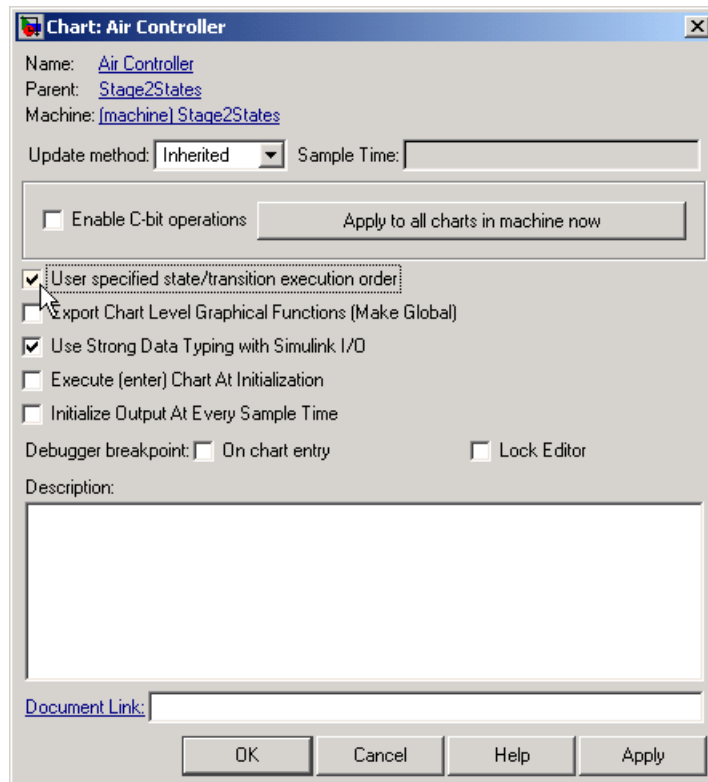 Chart: Air Controller
Name: Air Controller
Parent: Stage2States
Machine: (machine) Stage2States
Update method: Inherited Sample Time:
Enable C-bit operations Apply to all charts in machine now
User specified state/transition execution order
Export Chart Level Graphical Functions (Make Global)
Use Strong Data Typing with Simulink I/O
Execute (enter) Chart At Initialization
Initialize Output At Every Sample Time
Debugger breakpoint: On chart entry Lock Editor
Description:
Document Link:
OK Cancel Help Apply